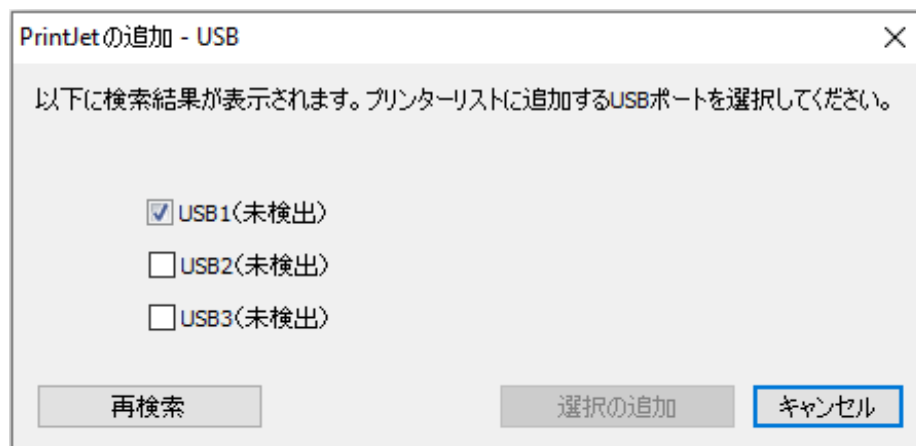 PrintJetの追加 - USB
以下に検索結果が表示されます。プリンターリストに追加するUSBポートを選択してください。
USB1(未検出)
USB2(未検出)
USB3(未検出)
再検索
選択の追加
キャンセル